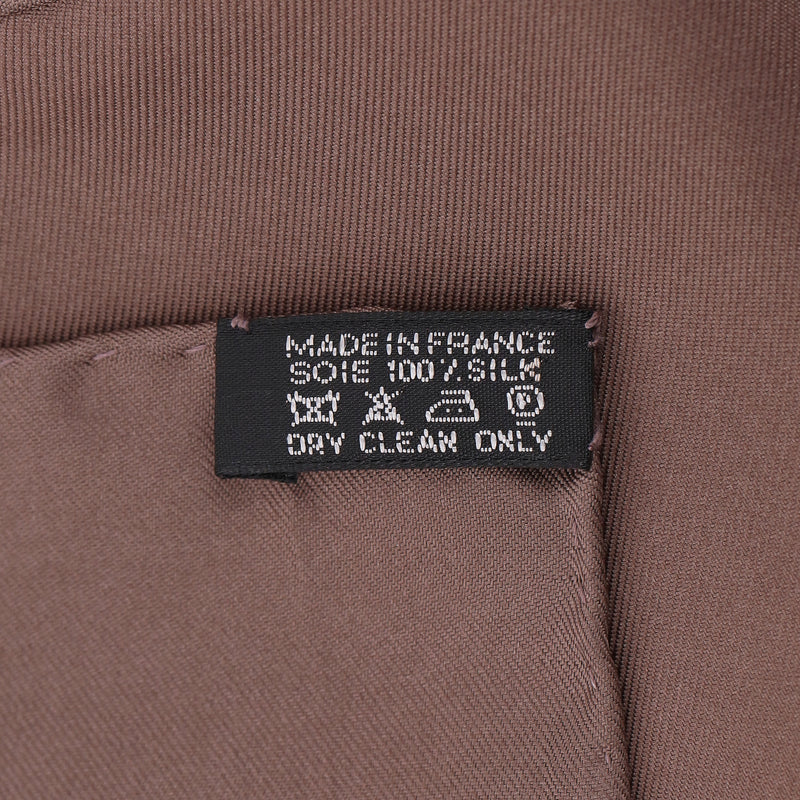 MADE IN FRANCE
SOIE 100% SILK
P
DRY CLEAN ONLY